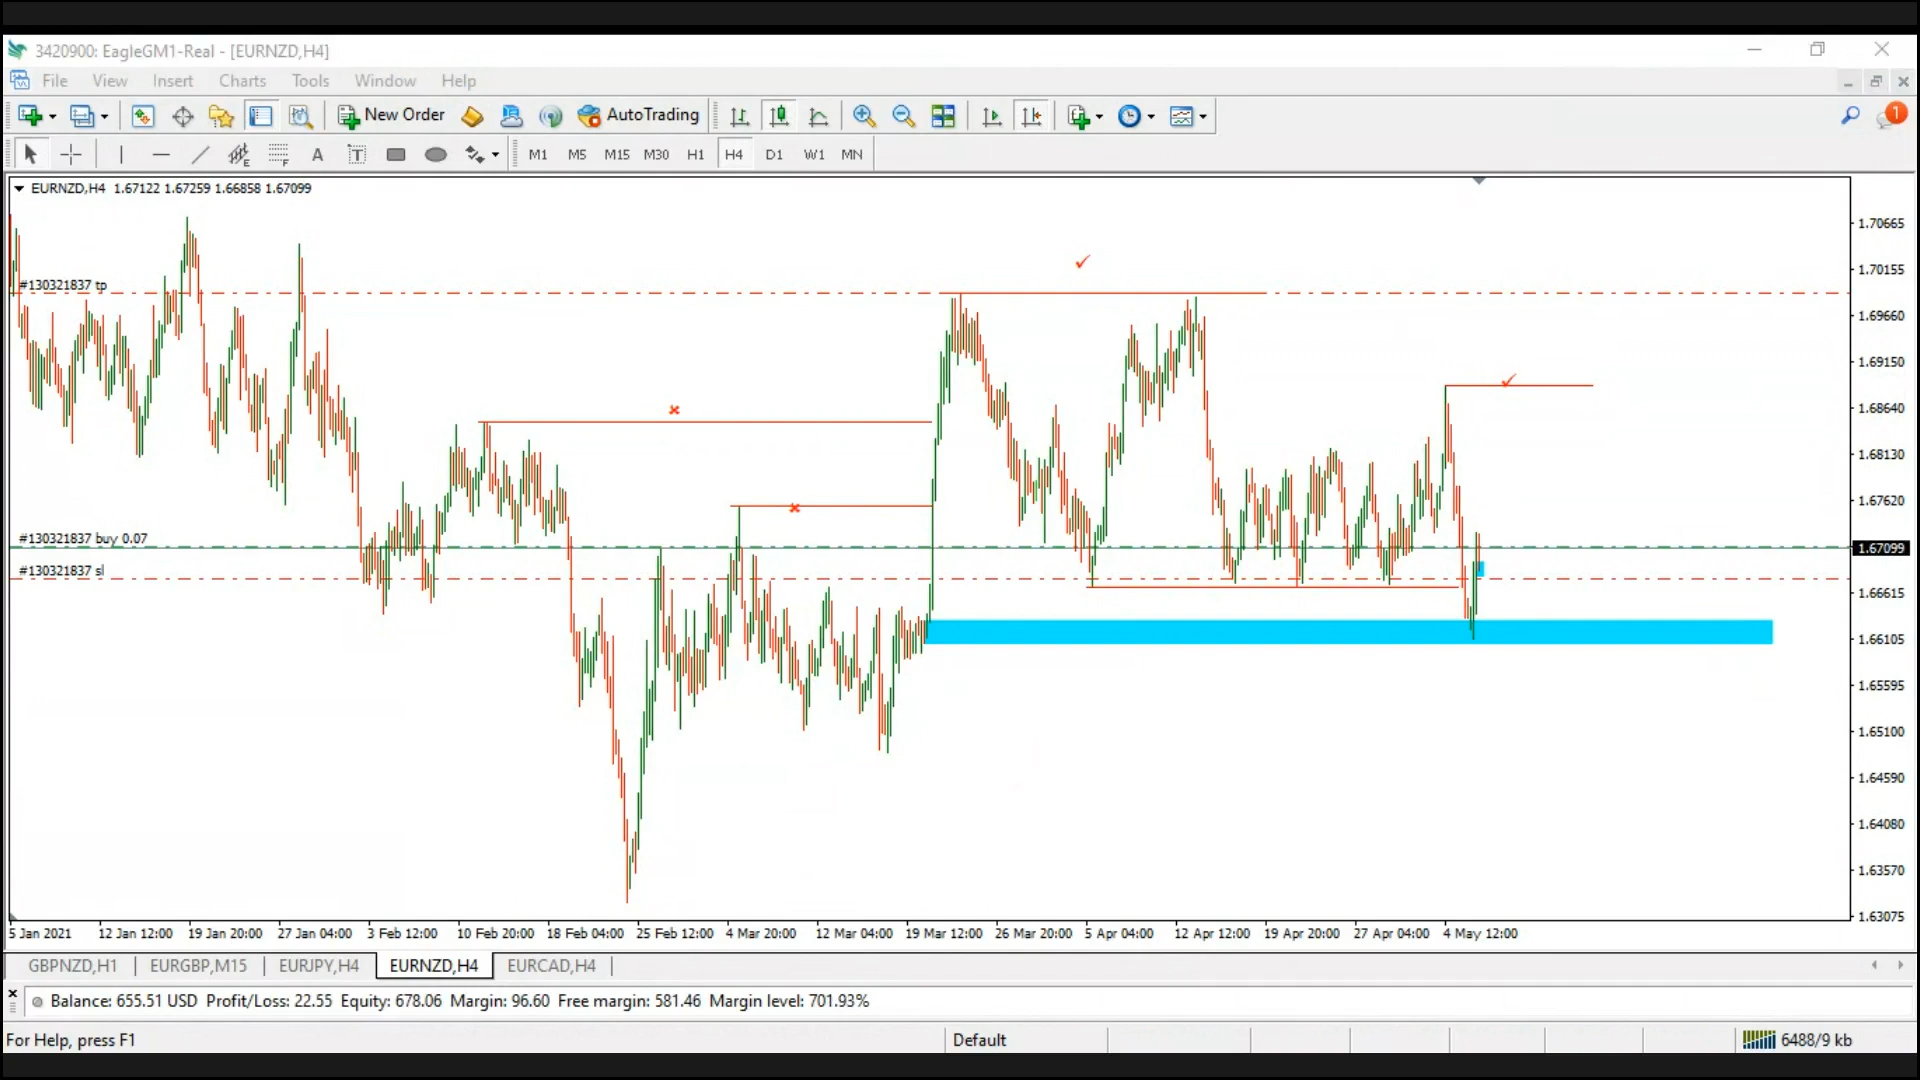 3420900: EagleGM1-Real - [EURNZD,H4]
File View Insert Charts Tools Window Help
New Order AutoTrading 1
A T M1 M5 M15 M30 H1 H4 D1 W1 MN
EURNZD,H4 1.67122 1.67259 1.66858 1.67099
1.70665
1.70155
#130321837 tp
1.69660
1.69150
1.68640
1.68130
1.67620
#130321837 buy 0.07
1.67099
#130321837 sl
1.66615
1.66105
1.65595
1.65100
1.64590
1.64080
1.63570
1.63075
5 Jan 2021 12 Jan 12:00 19 Jan 20:00 27 Jan 04:00 3 Feb 12:00 10 Feb 20:00 18 Feb 04:00 25 Feb 12:00 4 Mar 20:00 12 Mar 04:00 19 Mar 12:00 26 Mar 20:00 5 Apr 04:00 12 Apr 12:00 19 Apr 20:00 27 Apr 04:00 4 May 12:00
GBPNZD,H1 EURGBP,M15 EURJPY,H4 EURNZD,H4 EURCAD,H4
Balance: 655.51 USD Profit/Loss: 22.55 Equity: 678.06 Margin: 96.60 Free margin: 581.46 Margin level: 701.93%
For Help, press F1 Default 6488/9 kb